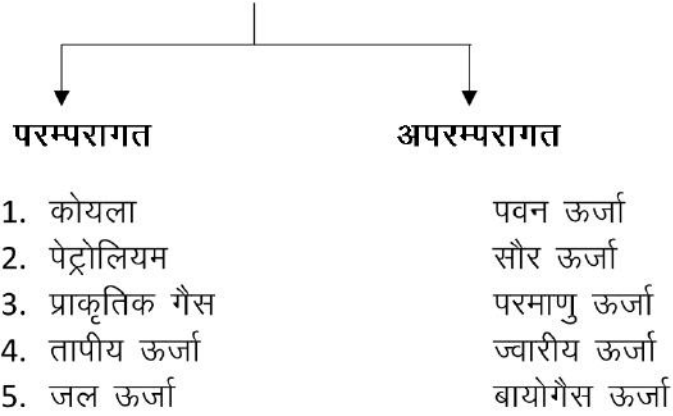 परम्परागत अपरम्परागत
1. कोयला पवन ऊर्जा
2. पेट्रोलियम सौर ऊर्जा
3. प्राकृतिक गैस परमाणु ऊर्जा
4. तापीय ऊर्जा ज्वारीय ऊर्जा
5. जल ऊर्जा बायोगैस ऊर्जा